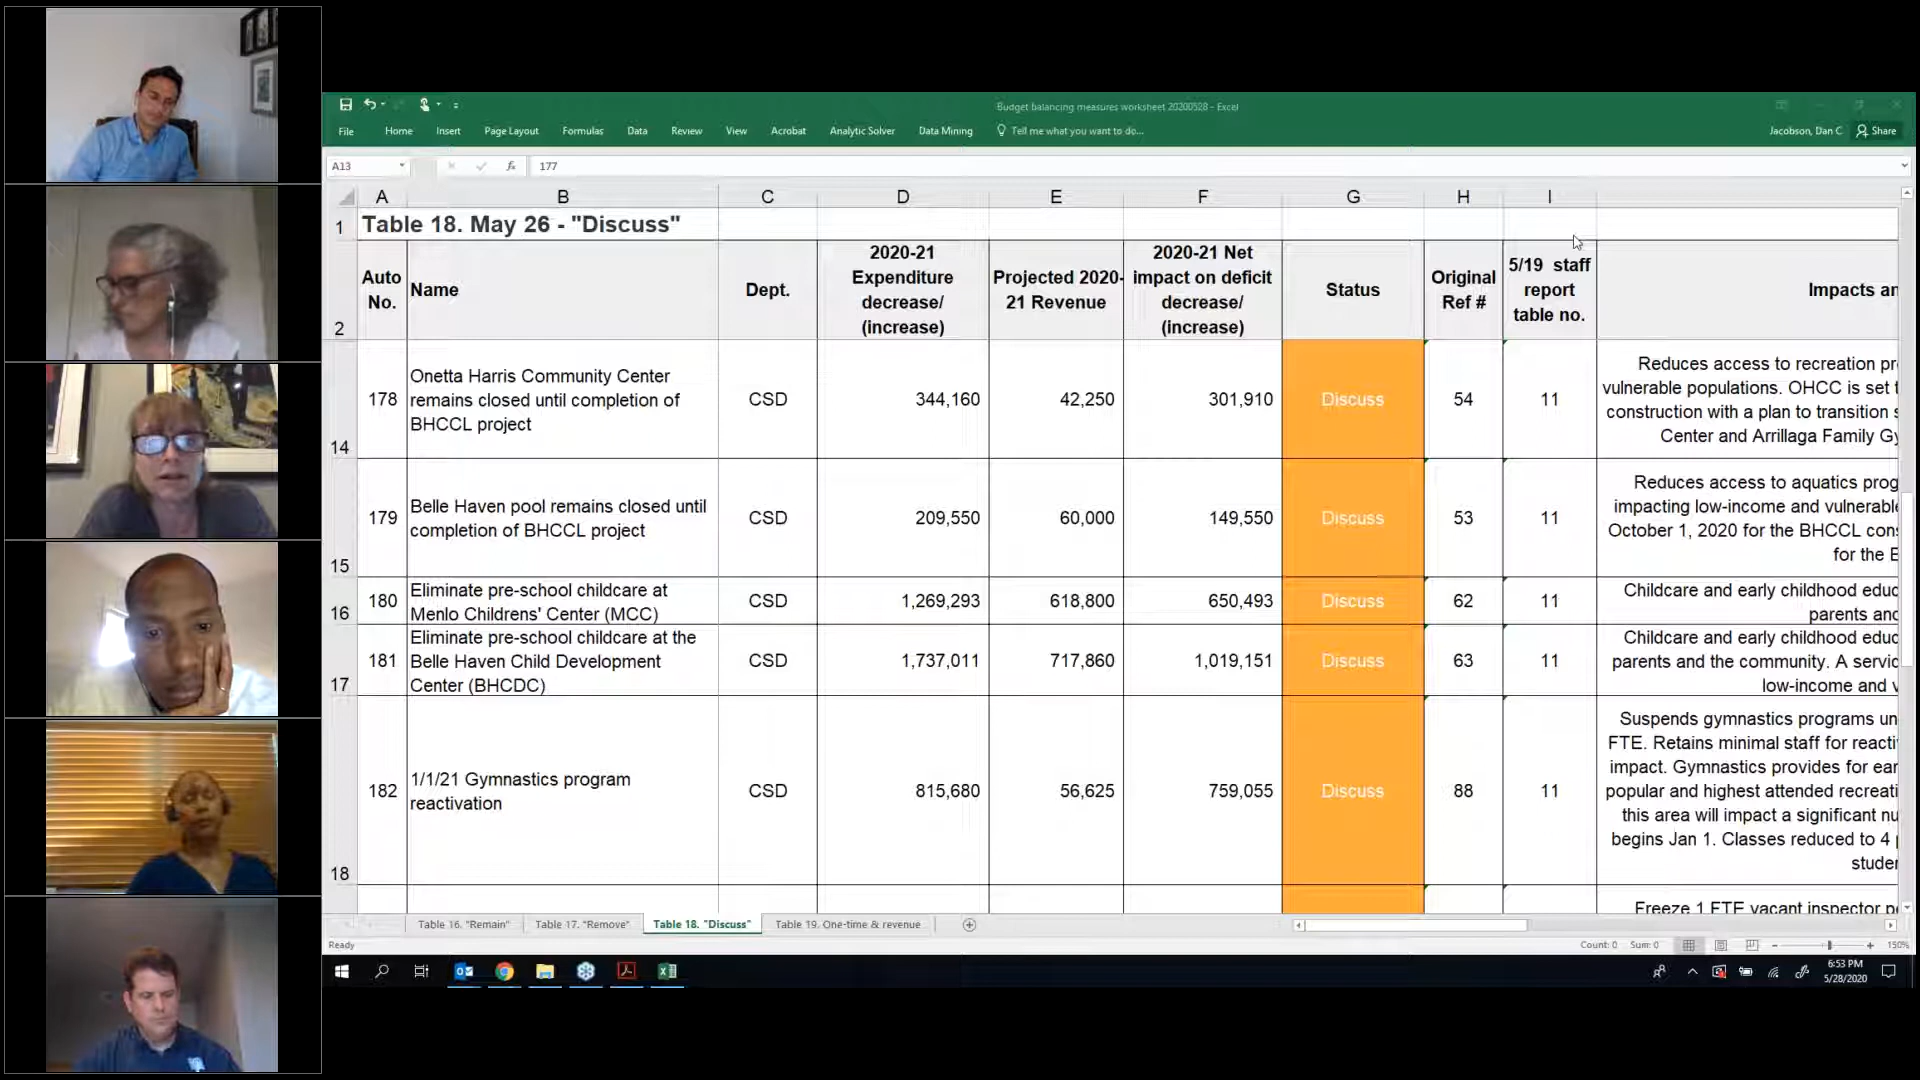 Budget balancing measures worksheet 20200528 - Excel
File Home Insert Page Layout Formulas Data Review View Acrobat Analytic Solver Data Mining Tell me what you want to do... Jacobson, Dan C Share
A13 fx 177
A B C D E F G H I
1 Table 18. May 26 - "Discuss"
2020-21
Expenditure
decrease/
(increase)
2020-21 Net
impact on deficit
decrease/
(increase)
5/19 staff
report
table no.
Auto
No.
Name
Dept.
Projected 2020-
21 Revenue
Status
Original
Ref #
Impacts an
2
178
Onetta Harris Community Center
remains closed until completion of
BHCCL project
CSD 344,160 42,250 301,910 Discuss 54 11
Reduces access to recreation pr
vulnerable populations. OHCC is set t
construction with a plan to transition s
Center and Arrillaga Family Gy
14
179
Belle Haven pool remains closed until
completion of BHCCL project
CSD 209,550 60,000 149,550 Discuss 53 11
Reduces access to aquatics prog
impacting low-income and vulnerable
October 1, 2020 for the BHCCL cons
for the B
15
180
Eliminate pre-school childcare at
Menlo Childrens' Center (MCC)
CSD 1,269,293 618,800 650,493 Discuss 62 11
Childcare and early childhood educ
parents and
16
181
Eliminate pre-school childcare at the
Belle Haven Child Development
Center (BHCDC)
CSD 1,737,011 717,860 1,019,151 Discuss 63 11
Childcare and early childhood educ
parents and the community. A servic
low-income and v
17
182
1/1/21 Gymnastics program
reactivation
CSD 815,680 56,625 759,055 Discuss 88 11
Suspends gymnastics programs un
FTE. Retains minimal staff for reacti
impact. Gymnastics provides for ear
popular and highest attended recreati
this area will impact a significant nu
begins Jan 1. Classes reduced to 4 p
studen
18
Freeze 1 FTE vacant inspector po
Table 16. "Remain" Table 17. "Remove" Table 18. "Discuss" Table 19. One-time & revenue
Ready Count: 0 Sum: 0 150%
6:53 PM
5/28/2020